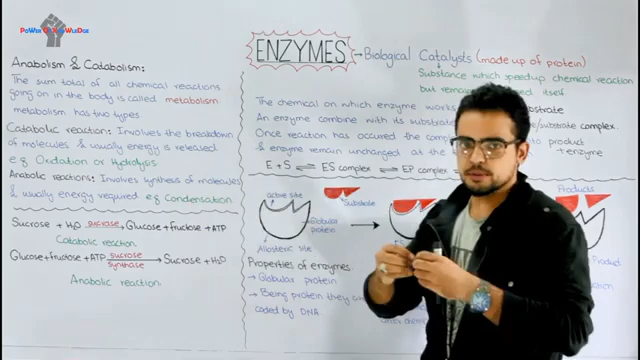 PoWer Of KnoWleDge
Anabolism & Catabolism:
The sum total of all chemical reactions
going on in the body is called metabolism
metabolism has two types
Catabolic reaction: Involves the breakdown
of molecules & usually energy is released
e.g Oxidation or Hydrolysis
Anabolic reactions: Involves synthesis of molecules
& usually energy required e.g Condensation
Sucrose + H₂O sucrase Glucose + fructose + ATP
Catabolic reaction
Glucose + fructose + ATP sucrose synthase Sucrose + H₂O
Anabolic reaction
ENZYMES → Biological Catalysts (made up of protein)
Substance which speedup chemical reaction
but itself
The chemical on which enzyme works substrate
An enzyme combine with its substrate /substrate complex.
Once reaction has occurred the to product
& enzyme remain unchanged at the + enzyme
E + S ⇌ ES complex ⇌ EP complex
active site
Substrate
Globular
protein
Allosteric site
ES
Products
Product
Properties of enzymes
→ Globular protein
→ Being protein they
coded by DNA.